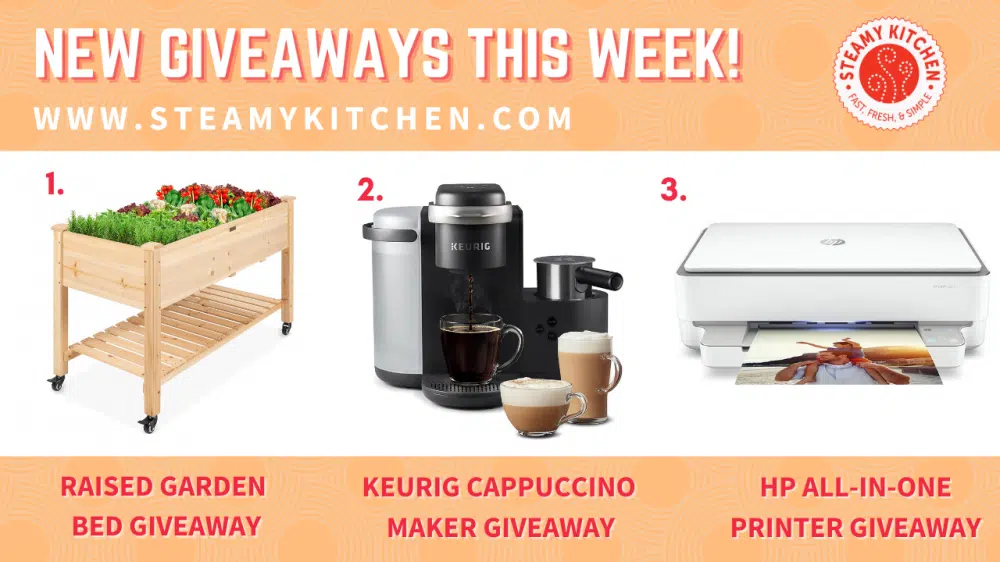 NEW GIVEAWAYS THIS WEEK!
WWW.STEAMYKITCHEN.COM
STEAMY KITCHEN
• FAST, FRESH, & SIMPLE •
1.
2.
3.
KEURIG
hp
RAISED GARDEN
BED GIVEAWAY
KEURIG CAPPUCCINO
MAKER GIVEAWAY
HP ALL-IN-ONE
PRINTER GIVEAWAY